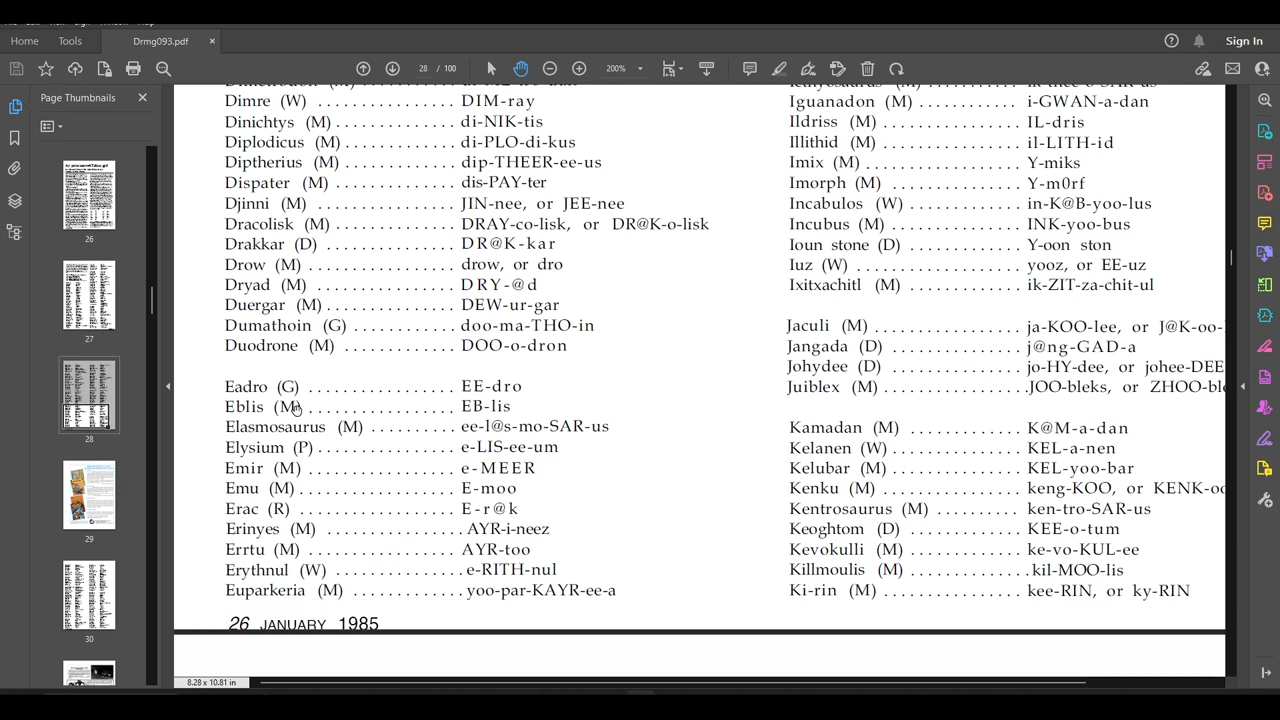 Home Tools Drmg093.pdf × Sign In
28 / 100 200%
Page Thumbnails
26
27
28
29
30
Dimre (W) .............. DIM-ray
Dinichtys (M) .............. di-NIK-tis
Diplodicus (M) .............. di-PLO-di-kus
Diptherius (M) .............. dip-THEER-ee-us
Dispater (M) .............. dis-PAY-ter
Djinni (M) .............. JIN-nee, or JEE-nee
Dracolisk (M) .............. DRAY-co-lisk, or DR@K-o-lisk
Drakkar (D) .............. DR@K-kar
Drow (M) .............. drow, or dro
Dryad (M) .............. DRY-@d
Duergar (M) .............. DEW-ur-gar
Dumathoin (G) ............ doo-ma-THO-in
Duodrone (M) ............. DOO-o-dron
Eadro (G) .................. EE-dro
Eblis (M) .................. EB-lis
Elasmosaurus (M) .......... ee-l@s-mo-SAR-us
Elysium (P) ................. e-LIS-ee-um
Emir (M) .................. e-MEER
Emu (M) ................... E-moo
Erac (R) ................... E-r@k
Erinyes (M) ................. AYR-i-neez
Errtu (M) .................. AYR-too
Erythnul (W) ................ e-RITH-nul
Euparkeria (M) ............. yoo-par-KAYR-ee-a
26 JANUARY 1985
Iguanadon (M) ............ i-GWAN-a-dan
Ildriss (M) ................. IL-dris
Illithid (M) ................. il-LITH-id
Imix (M) ................... Y-miks
Imorph (M) ................. Y-m0rf
Incabulos (W) .............. in-K@B-yoo-lus
Incubus (M) ................ INK-yoo-bus
Ioun stone (D) .............. Y-oon ston
Iuz (W) .................... yooz, or EE-uz
Ixitxachitl (M) .............. ik-ZIT-za-chit-ul
Jaculi (M) .................. ja-KOO-lee, or J@K-oo-
Jangada (D) ................ j@ng-GAD-a
Johydee (D) ................ jo-HY-dee, or johee-DEE
Juiblex (M) .................JOO-bleks, or ZHOO-ble
Kamadan (M) .............. K@M-a-dan
Kelanen (W) ................ KEL-a-nen
Kelubar (M) ................ KEL-yoo-bar
Kenku (M) ................. keng-KOO, or KENK-oo
Kentrosaurus (M) .......... ken-tro-SAR-us
Keoghtom (D) .............. KEE-o-tum
Kevokulli (M) .............. ke-vo-KUL-ee
Killmoulis (M) ..............kil-MOO-lis
Ki-rin (M) ................. kee-RIN, or ky-RIN
8.28 x 10.81 in